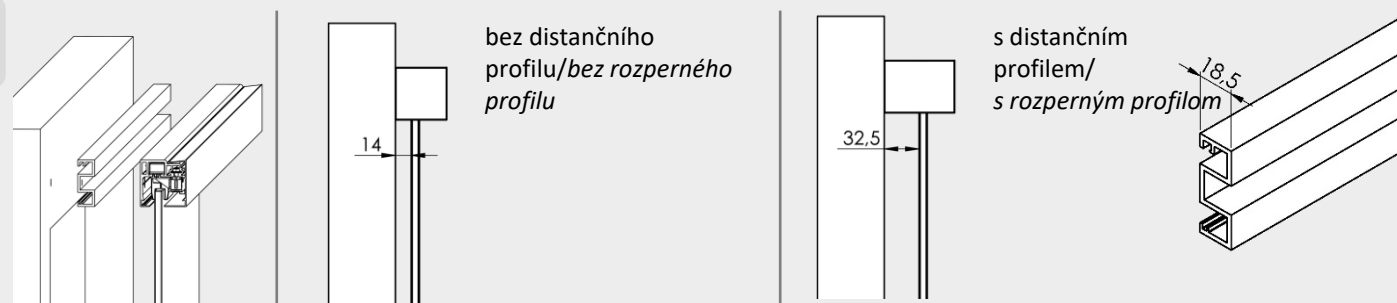 bez distančního
profilu/bez rozperného
profilu
14
s distančním
profilem/
s rozperným profilom
32,5
18,5